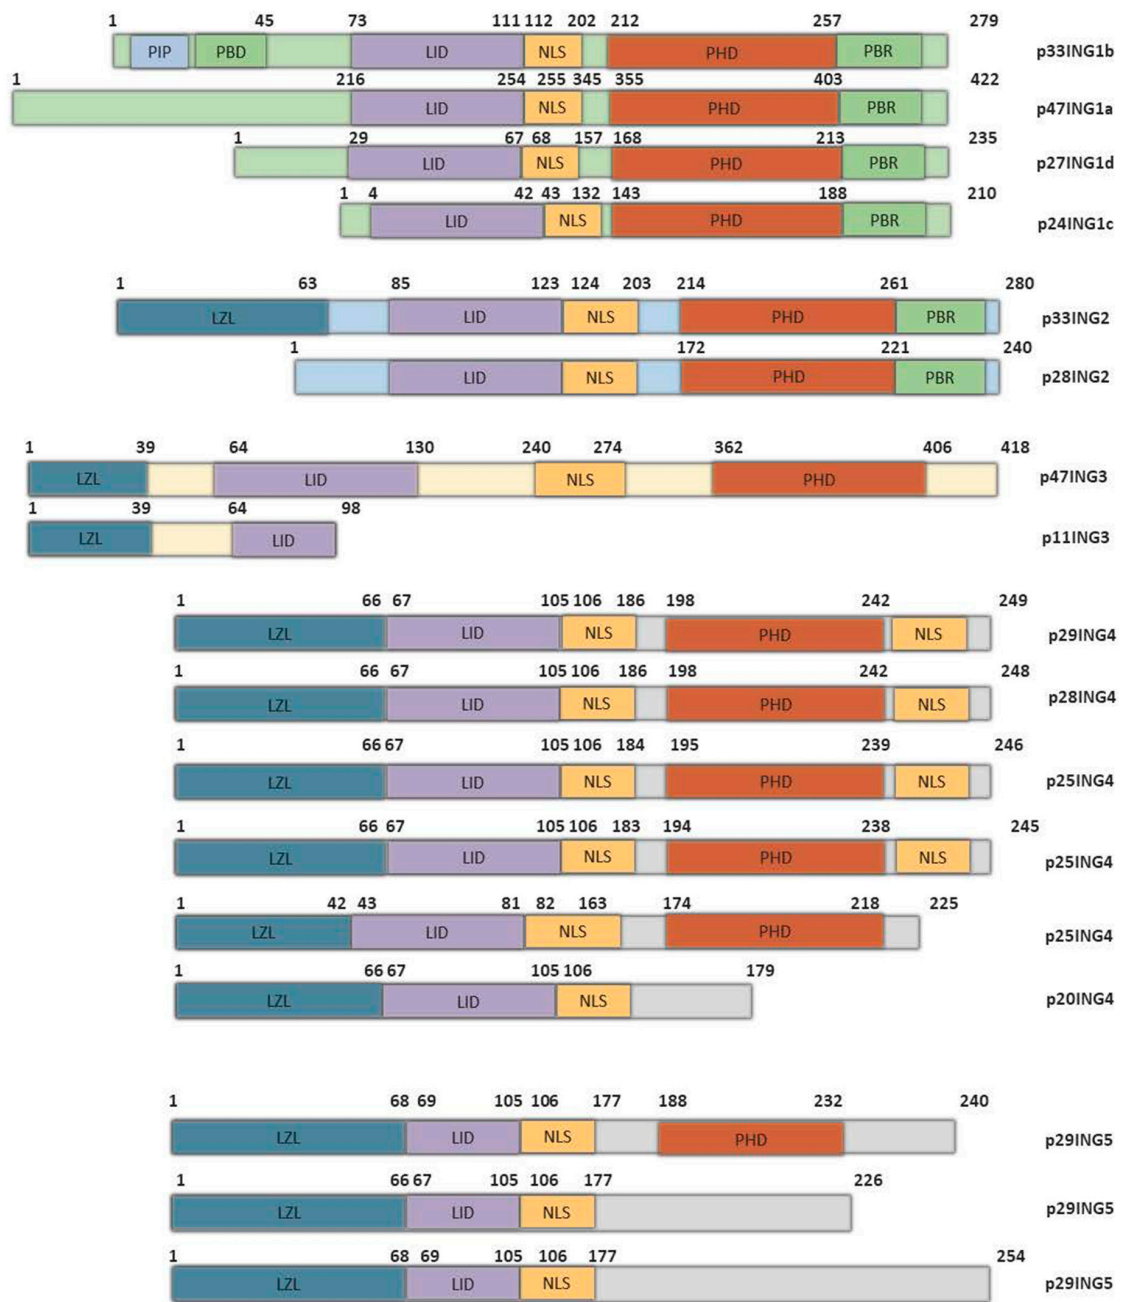 1 45 73 111 112 202 212 257 279
PIP PBD LID NLS PHD PBR p33ING1b
1 216 254 255 345 355 403 422
LID NLS PHD PBR p47ING1a
1 29 67 68 157 168 213 235
LID NLS PHD PBR p27ING1d
1 4 42 43 132 143 188 210
LID NLS PHD PBR p24ING1c
1 63 85 123 124 203 214 261 280
LZL LID NLS PHD PBR p33ING2
1 172 221 240
LID NLS PHD PBR p28ING2
1 39 64 130 240 274 362 406 418
LZL LID NLS PHD p47ING3
1 39 64 98
LZL LID p11ING3
1 66 67 105 106 186 198 242 249
LZL LID NLS PHD NLS p29ING4
1 66 67 105 106 186 198 242 248
LZL LID NLS PHD NLS p28ING4
1 66 67 105 106 184 195 239 246
LZL LID NLS PHD NLS p25ING4
1 66 67 105 106 183 194 238 245
LZL LID NLS PHD NLS p25ING4
1 42 43 81 82 163 174 218 225
LZL LID NLS PHD p25ING4
1 66 67 105 106 179
LZL LID NLS p20ING4
1 68 69 105 106 177 188 232 240
LZL LID NLS PHD p29ING5
1 66 67 105 106 177 226
LZL LID NLS p29ING5
1 68 69 105 106 177 254
LZL LID NLS p29ING5